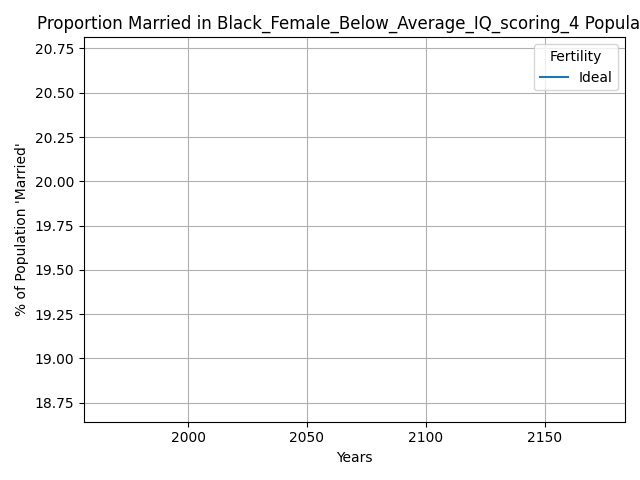 Proportion Married in Black_Female_Below_Average_IQ_scoring_4 Popula
Fertility
Ideal
20.75
20.50
20.25
20.00
19.75
19.50
19.25
19.00
18.75
% of Population 'Married'
2000 2050 2100 2150
Years